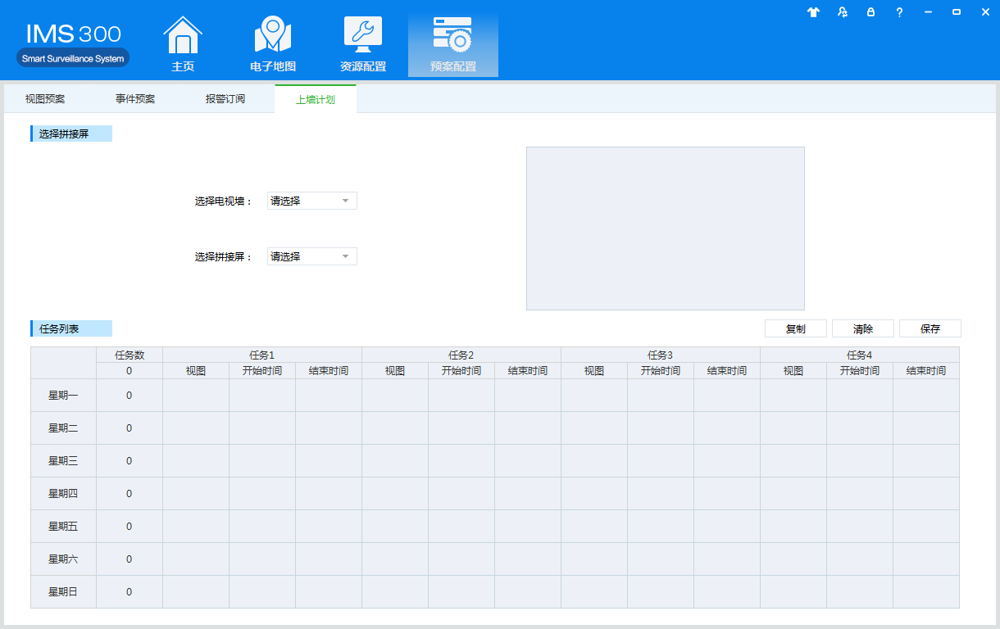 IMS 300
Smart Surveillance System
主页
电子地图
资源配置
预案配置
视图预案
事件预案
报警订阅
上墙计划
选择拼接屏
选择电视墙：
请选择
选择拼接屏：
请选择
任务列表
复制
清除
保存
任务数 任务1 任务2 任务3 任务4
0 视图 开始时间 结束时间 视图 开始时间 结束时间 视图 开始时间 结束时间 视图 开始时间 结束时间
星期一 0
星期二 0
星期三 0
星期四 0
星期五 0
星期六 0
星期日 0